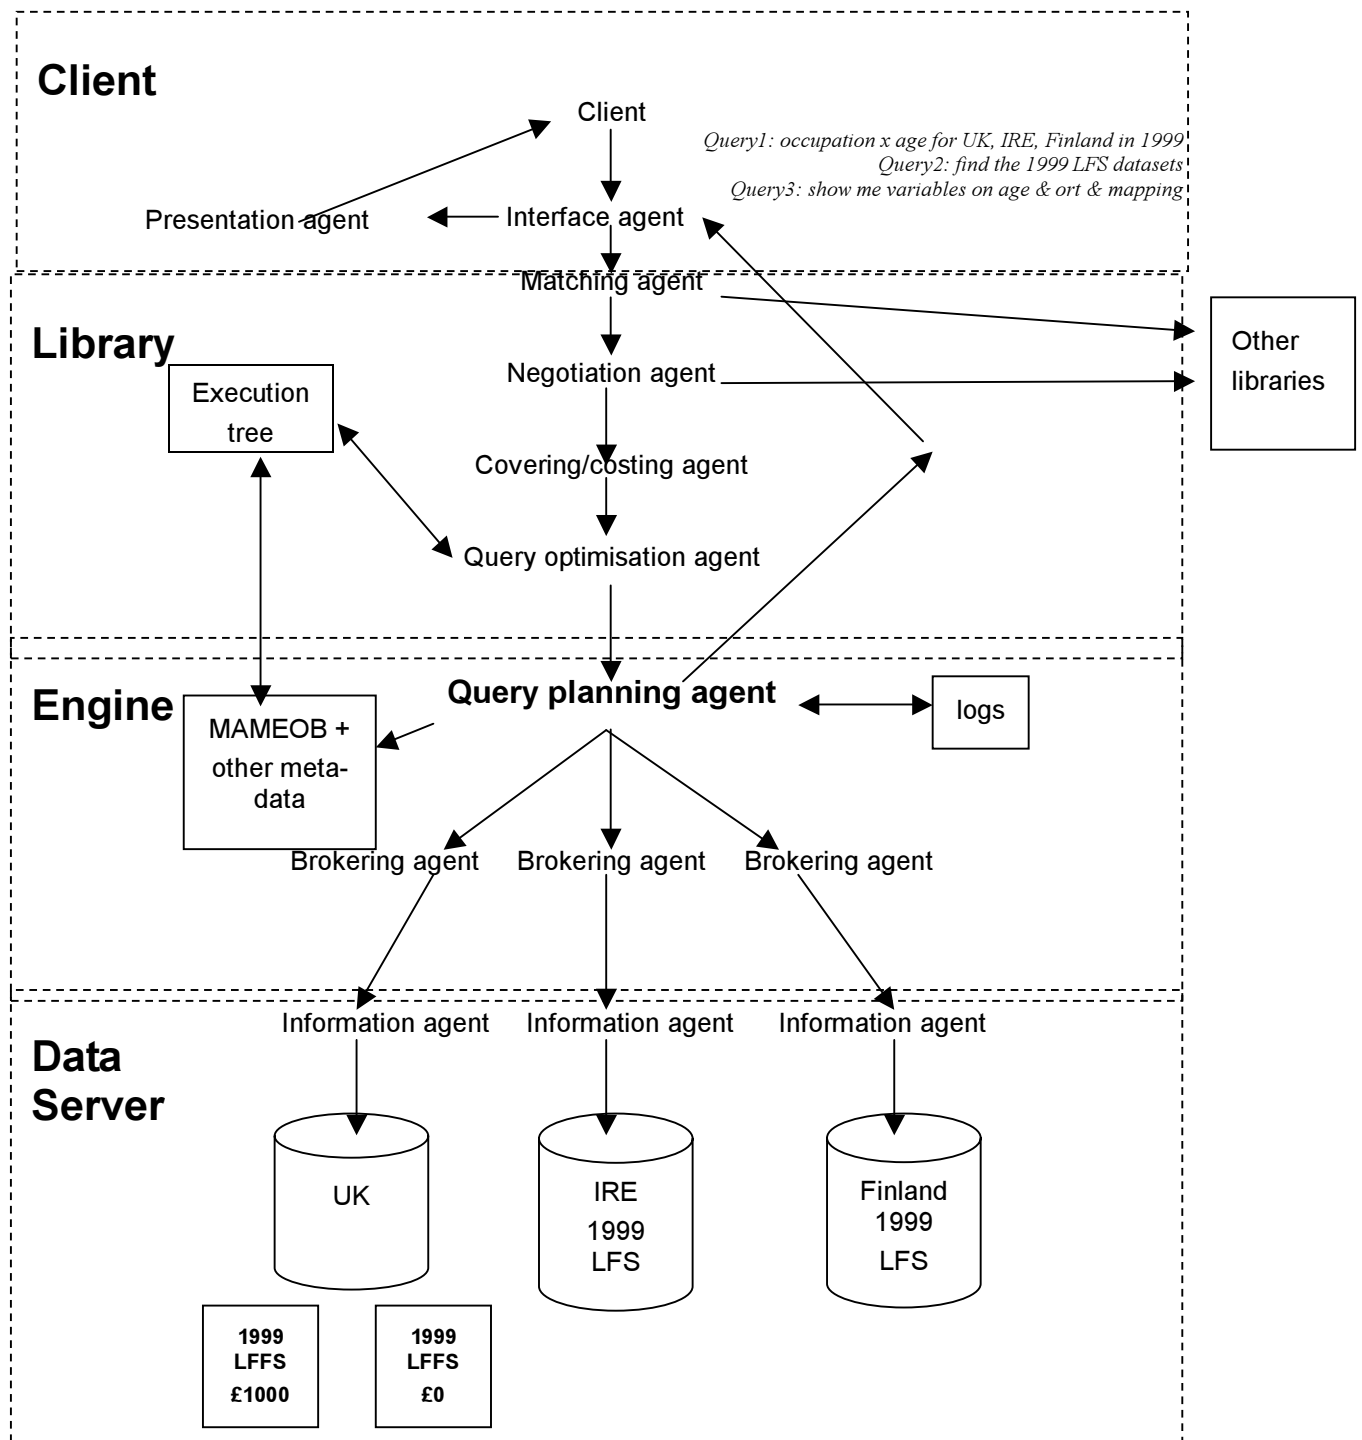 Client
Client
Query1: occupation x age for UK, IRE, Finland in 1999
Query2: find the 1999 LFS datasets
Query3: show me variables on age & ort & mapping
Presentation agent
Interface agent
Matching agent
Library
Other
libraries
Negotiation agent
Execution
tree
Covering/costing agent
Query optimisation agent
Engine
Query planning agent
logs
MAMEOB +
other meta-
data
Brokering agent
Brokering agent
Brokering agent
Information agent
Information agent
Information agent
Data
Server
UK
IRE
1999
LFS
Finland
1999
LFS
1999
LFFS
£1000
1999
LFFS
£0